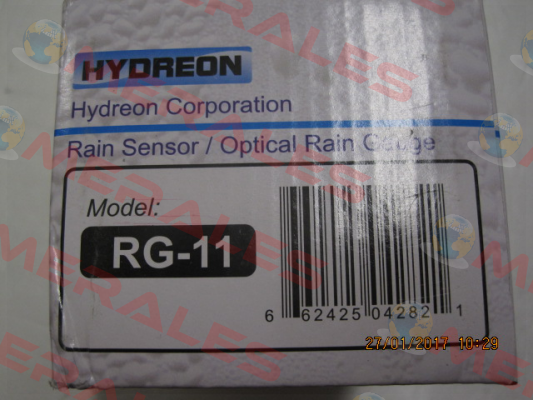 HYDREON
Hydreon Corporation
Rain Sensor / Optical Rain Gauge
Model:
RG-11
6 62425 04282 1
27/01/2017 10:29
MERALES